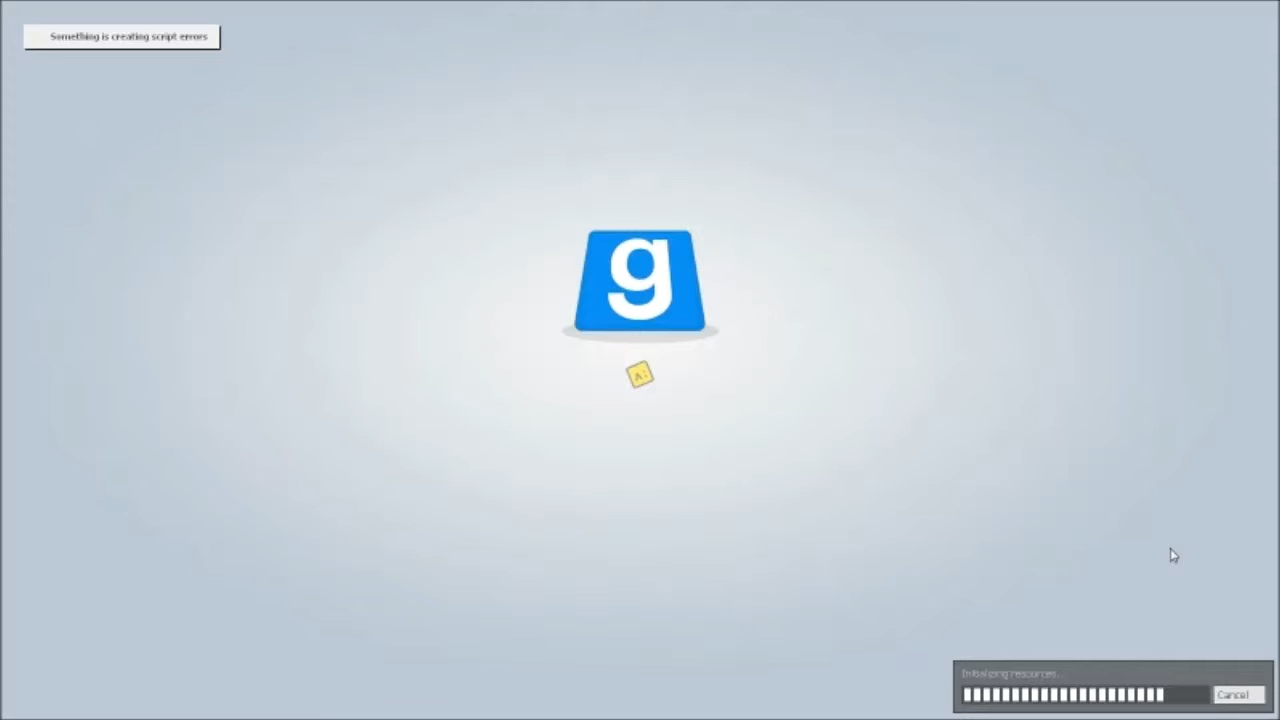 Something is creating script errors
g
Initializing resources...
Cancel